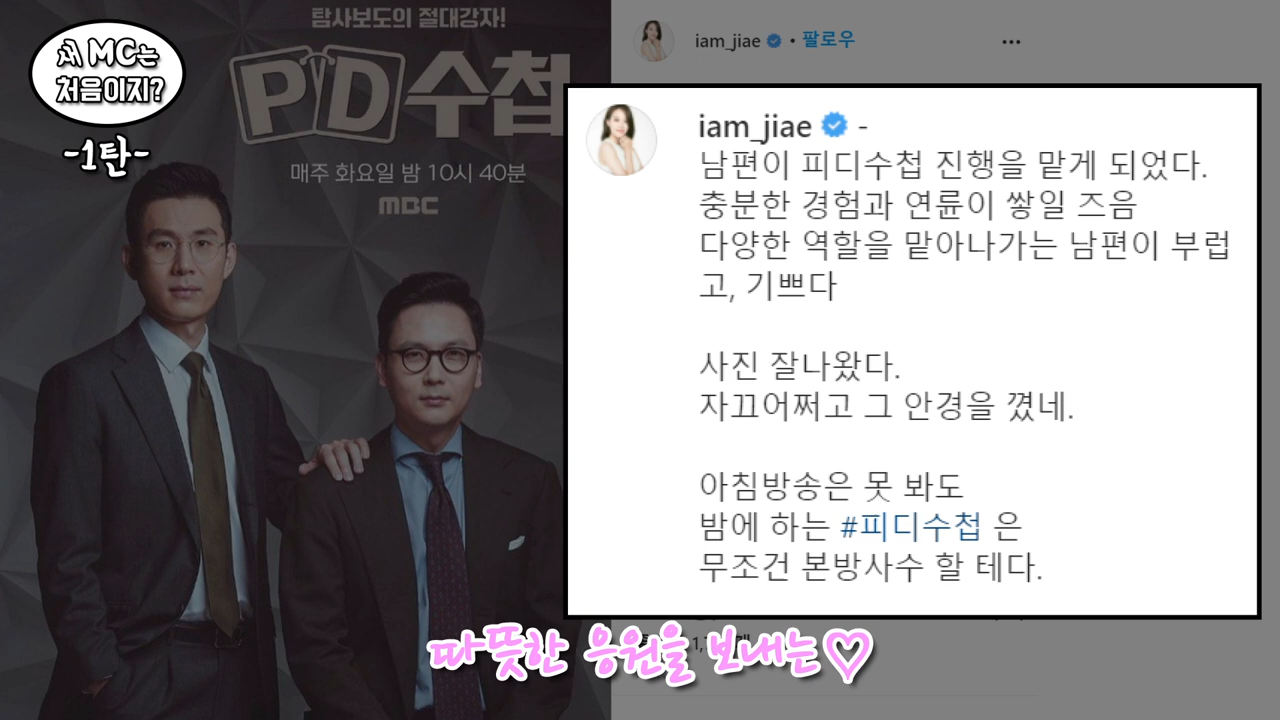 새 MC는
처음이지?
-1탄-
탐사보도의 절대강자!
PD수첩
매주 화요일 밤 10시 40분
MBC
iam_jiae • 팔로우
iam_jiae -
남편이 피디수첩 진행을 맡게 되었다.
충분한 경험과 연륜이 쌓일 즈음
다양한 역할을 맡아나가는 남편이 부럽
고, 기쁘다
사진 잘나왔다.
자끄어쩌고 그 안경을 꼈네.
아침방송은 못 봐도
밤에 하는 #피디수첩 은
무조건 본방사수 할 테다.
따뜻한 응원을 보내는♡